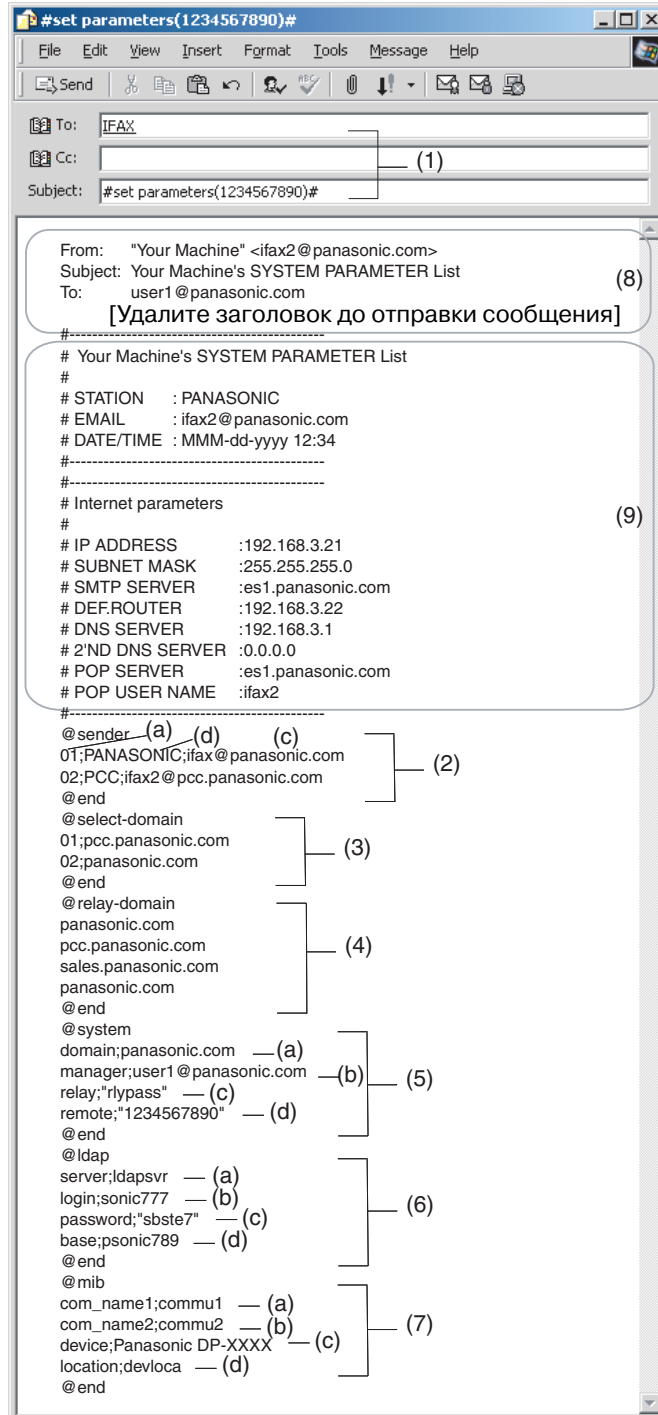 #set parameters(1234567890)#
File Edit View Insert Format Tools Message Help
Send
To: IFAX
Cc:
(1)
Subject: #set parameters(1234567890)#
From: "Your Machine" <ifax2@panasonic.com>
Subject: Your Machine's SYSTEM PARAMETER List
(8)
To: user1@panasonic.com
[Удалите заголовок до отправки сообщения]
#---------------------------------------------
# Your Machine's SYSTEM PARAMETER List
#
# STATION : PANASONIC
# EMAIL : ifax2@panasonic.com
# DATE/TIME : MMM-dd-yyyy 12:34
#---------------------------------------------
#---------------------------------------------
# Internet parameters
#
(9)
# IP ADDRESS :192.168.3.21
# SUBNET MASK :255.255.255.0
# SMTP SERVER :es1.panasonic.com
# DEF.ROUTER :192.168.3.22
# DNS SERVER :192.168.3.1
# 2'ND DNS SERVER :0.0.0.0
# POP SERVER :es1.panasonic.com
# POP USER NAME :ifax2
#---------------------------------------------
@sender (a) (d) (c)
01;PANASONIC;ifax@panasonic.com
(2)
02;PCC;ifax2@pcc.panasonic.com
@end
@select-domain
01;pcc.panasonic.com
(3)
02;panasonic.com
@end
@relay-domain
panasonic.com
pcc.panasonic.com (4)
sales.panasonic.com
panasonic.com
@end
@system
domain;panasonic.com (a)
manager;user1@panasonic.com (b) (5)
relay;"rlypass" (c)
remote;"1234567890" (d)
@end
@ldap
server;ldapsvr (a)
login;sonic777 (b) (6)
password;"sbste7" (c)
base;psonic789 (d)
@end
@mib
com_name1;commu1 (a)
com_name2;commu2 (b) (7)
device;Panasonic DP-XXXX (c)
location;devloca (d)
@end